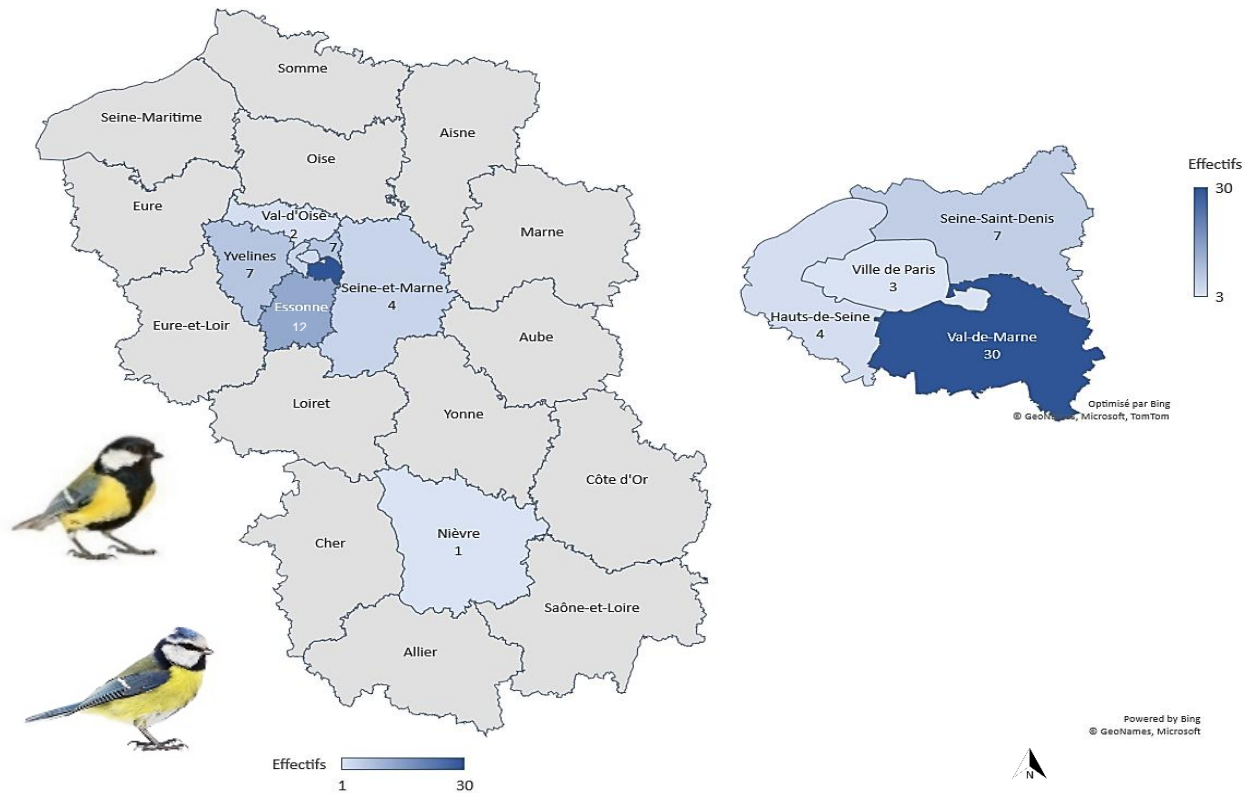 Somme
Seine-Maritime
Aisne
Oise
Eure
Val-d'Oise
2
Marne
7
Yvelines
7
Seine-et-Marne
4
Essonne
12
Eure-et-Loir
Aube
Loiret
Yonne
Côte d'Or
Cher
Nièvre
1
Saône-et-Loire
Allier
Effectifs
1
30
Effectifs
30
3
Seine-Saint-Denis
7
Ville de Paris
3
Hauts-de-Seine
4
Val-de-Marne
30
Optimisé par Bing
© GeoNames, Microsoft, TomTom
Powered by Bing
© GeoNames, Microsoft
N